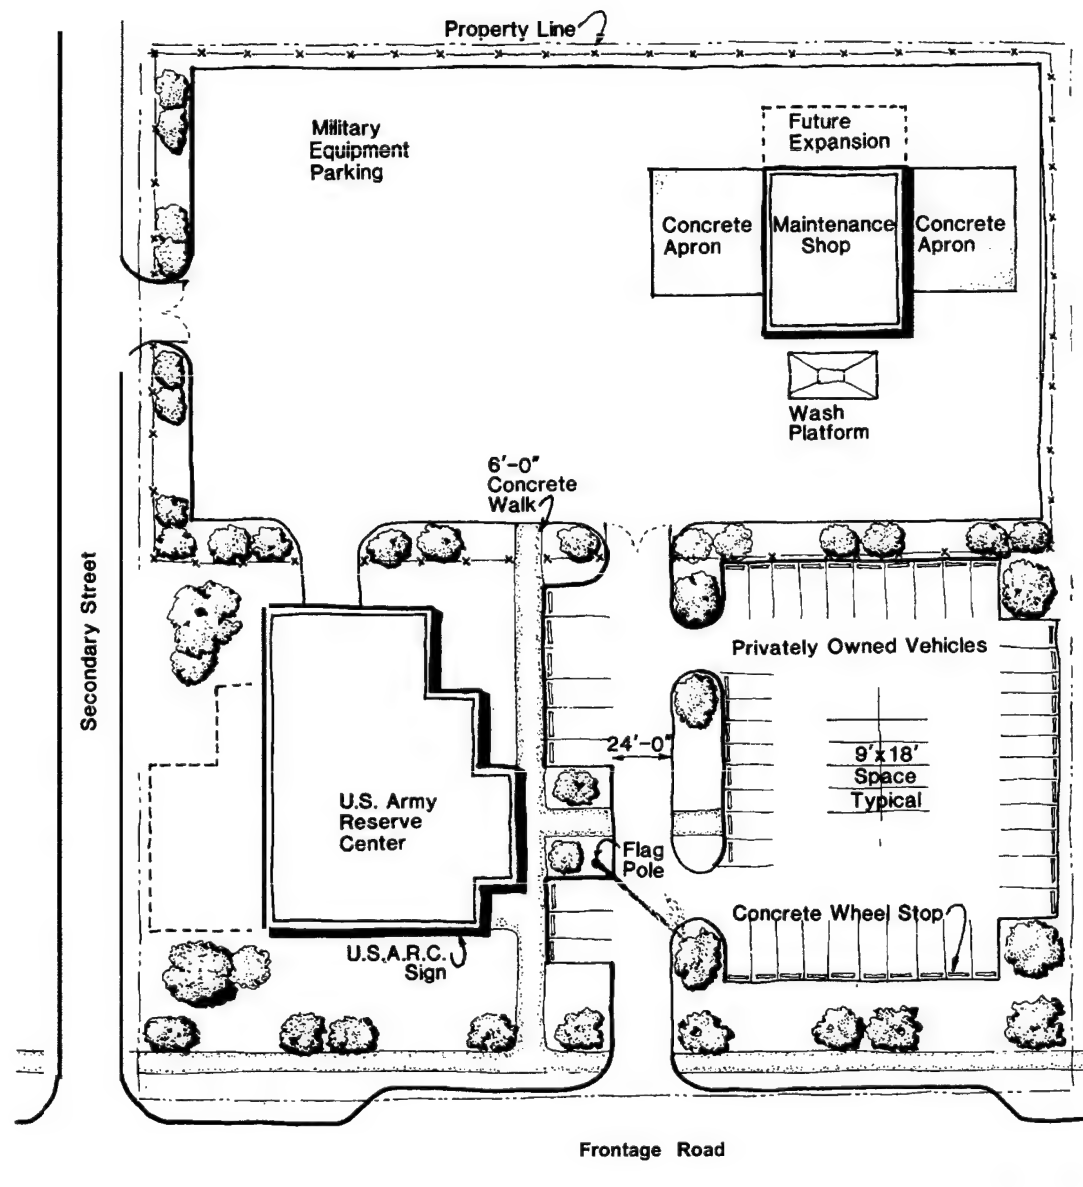 Property Line
Military
Equipment
Parking
Future
Expansion
Concrete
Apron
Maintenance
Shop
Concrete
Apron
Wash
Platform
6'-0"
Concrete
Walk
Secondary Street
Privately Owned Vehicles
24'-0"
9'x18'
Space
Typical
U.S. Army
Reserve
Center
Flag
Pole
Concrete Wheel Stop
U.S.A.R.C.
Sign
Frontage Road